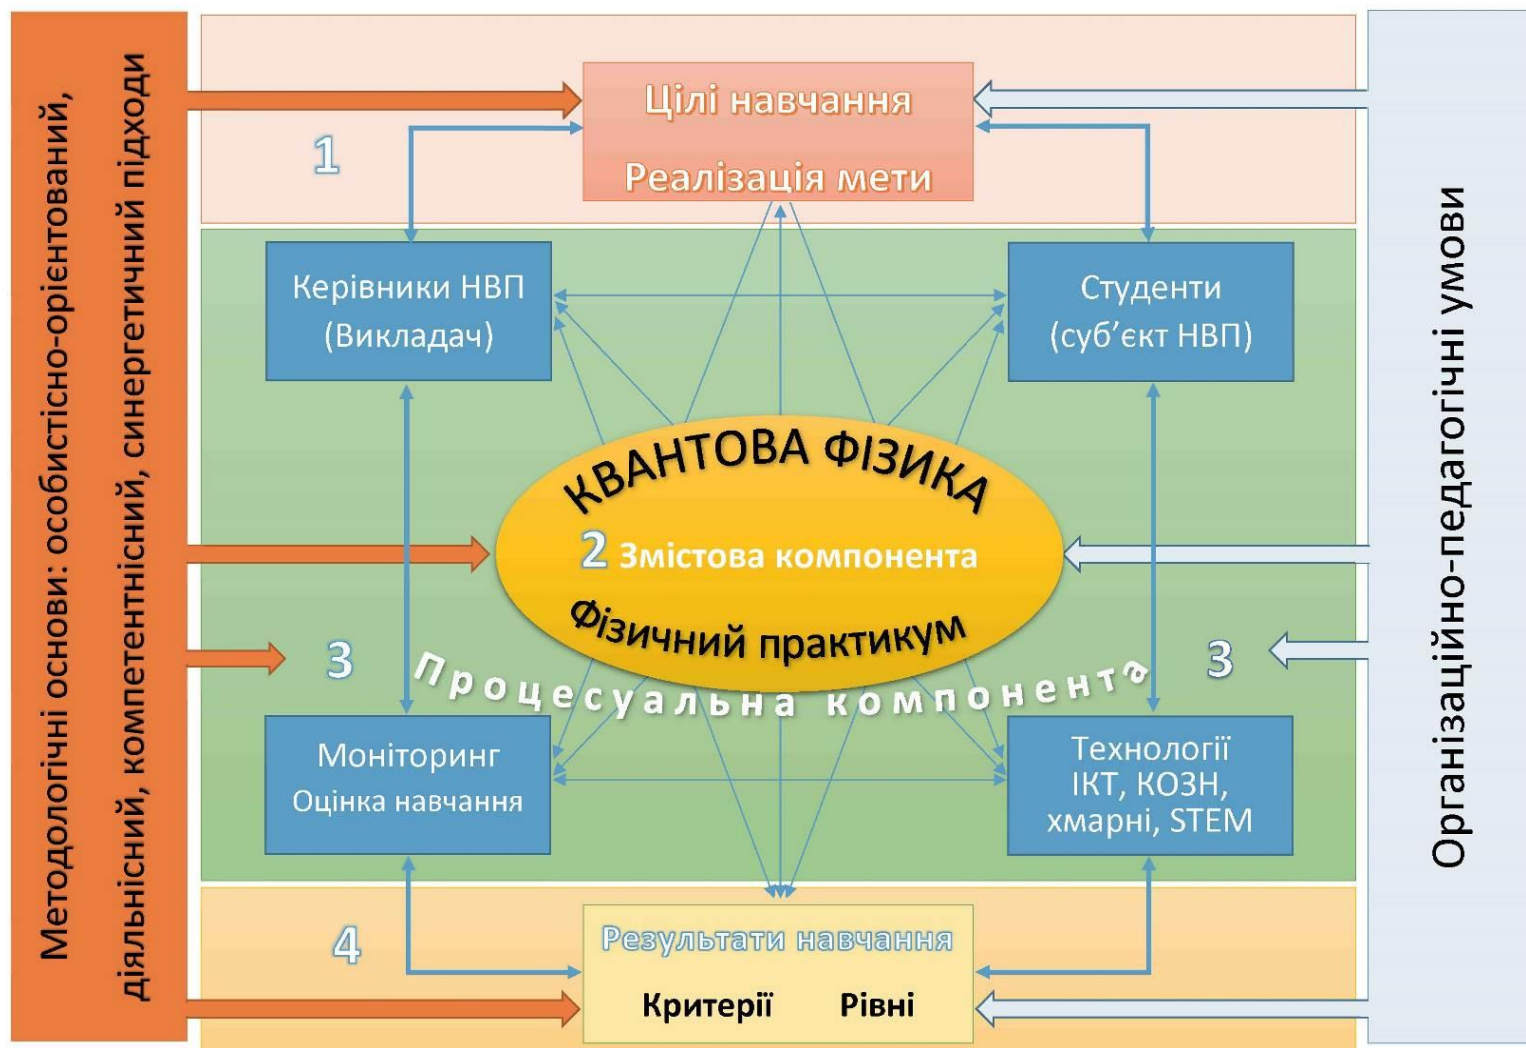 Методологічні основи: особистісно-орієнтований,
діяльнісний, компетентнісний, синергетичний підходи
Цілі навчання
Реалізація мети
1
Керівники НВП
(Викладач)
Студенти
(суб’єкт НВП)
КВАНТОВА ФІЗИКА
2 Змістова компонента
Фізичний практикум
3
Процесуальна компонента
3
Моніторинг
Оцінка навчання
Технології
ІКТ, КОЗН,
хмарні, STEM
4
Результати навчання
Критерії Рівні
Організаційно-педагогічні умови